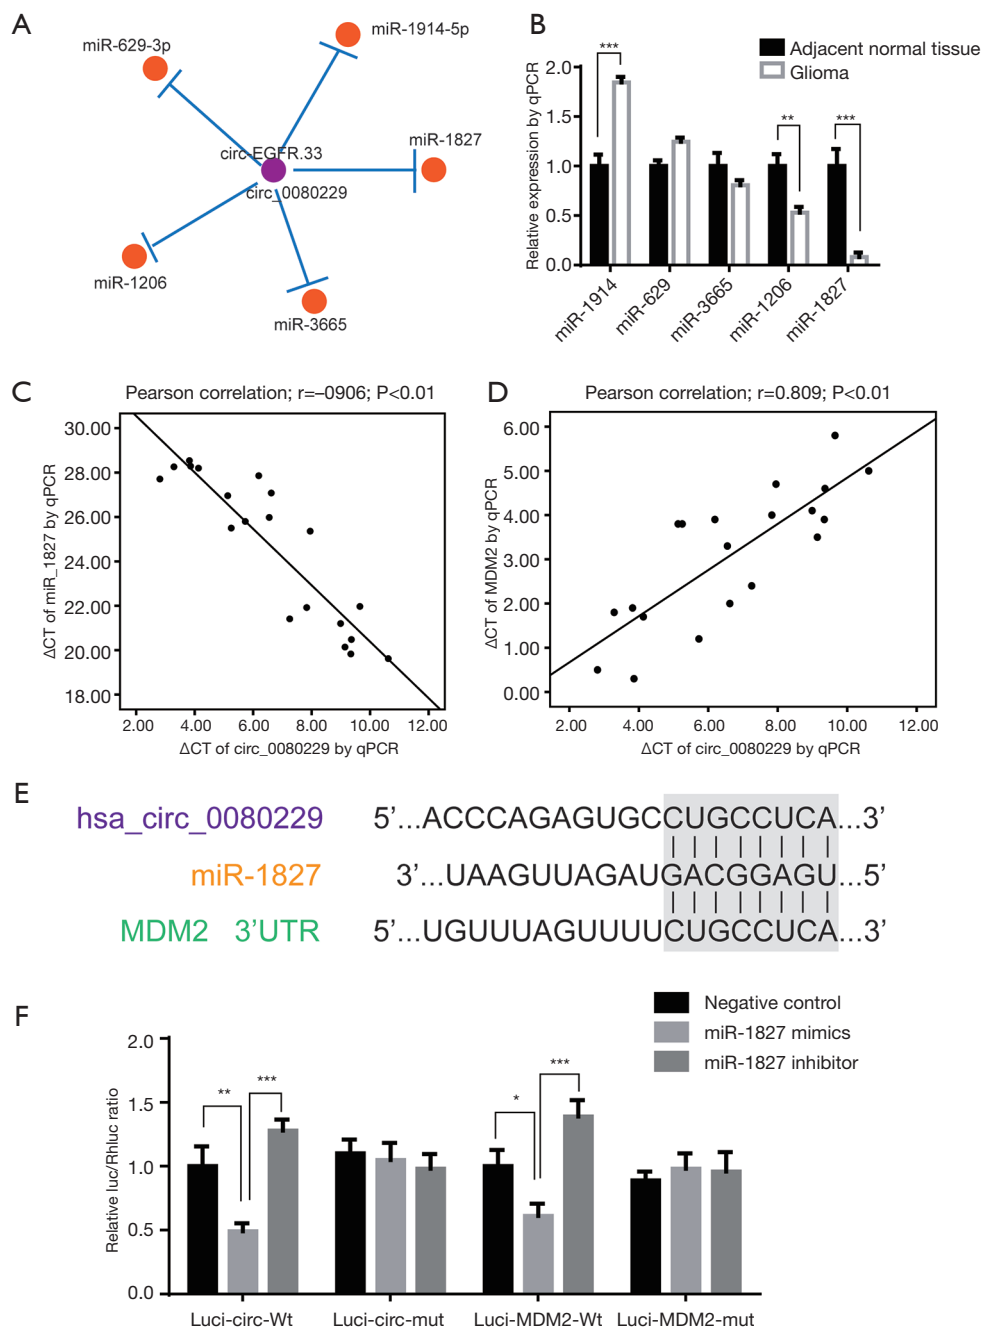 A
miR-629-3p
miR-1914-5p
circ-EGFR.33
miR-1827
circ_0080229
miR-1206
miR-3665
B
Adjacent normal tissue
Glioma
Relative expression by qPCR
2.0
1.5
1.0
0.5
0.0
***
**
***
miR-1914
miR-629
miR-3665
miR-1206
miR-1827
C
Pearson correlation; r=–0906; P<0.01
ΔCT of miR_1827 by qPCR
30.00
28.00
26.00
24.00
22.00
20.00
18.00
2.00 4.00 6.00 8.00 10.00 12.00
ΔCT of circ_0080229 by qPCR
D
Pearson correlation; r=0.809; P<0.01
ΔCT of MDM2 by qPCR
6.00
5.00
4.00
3.00
2.00
1.00
0.00
2.00 4.00 6.00 8.00 10.00 12.00
ΔCT of circ_0080229 by qPCR
E
hsa_circ_0080229 5’...ACCCAGAGUGCCUGCCUCA...3’
miR-1827 3’...UAAGUUAGAUGACGGAGU...5’
MDM2 3’UTR 5’...UGUUUAGUUUUCUGCCUCA...3’
F
Negative control
miR-1827 mimics
miR-1827 inhibitor
Relative luc/Rhluc ratio
2.0
1.5
1.0
0.5
0.0
** ***
* ***
Luci-circ-Wt Luci-circ-mut Luci-MDM2-Wt Luci-MDM2-mut